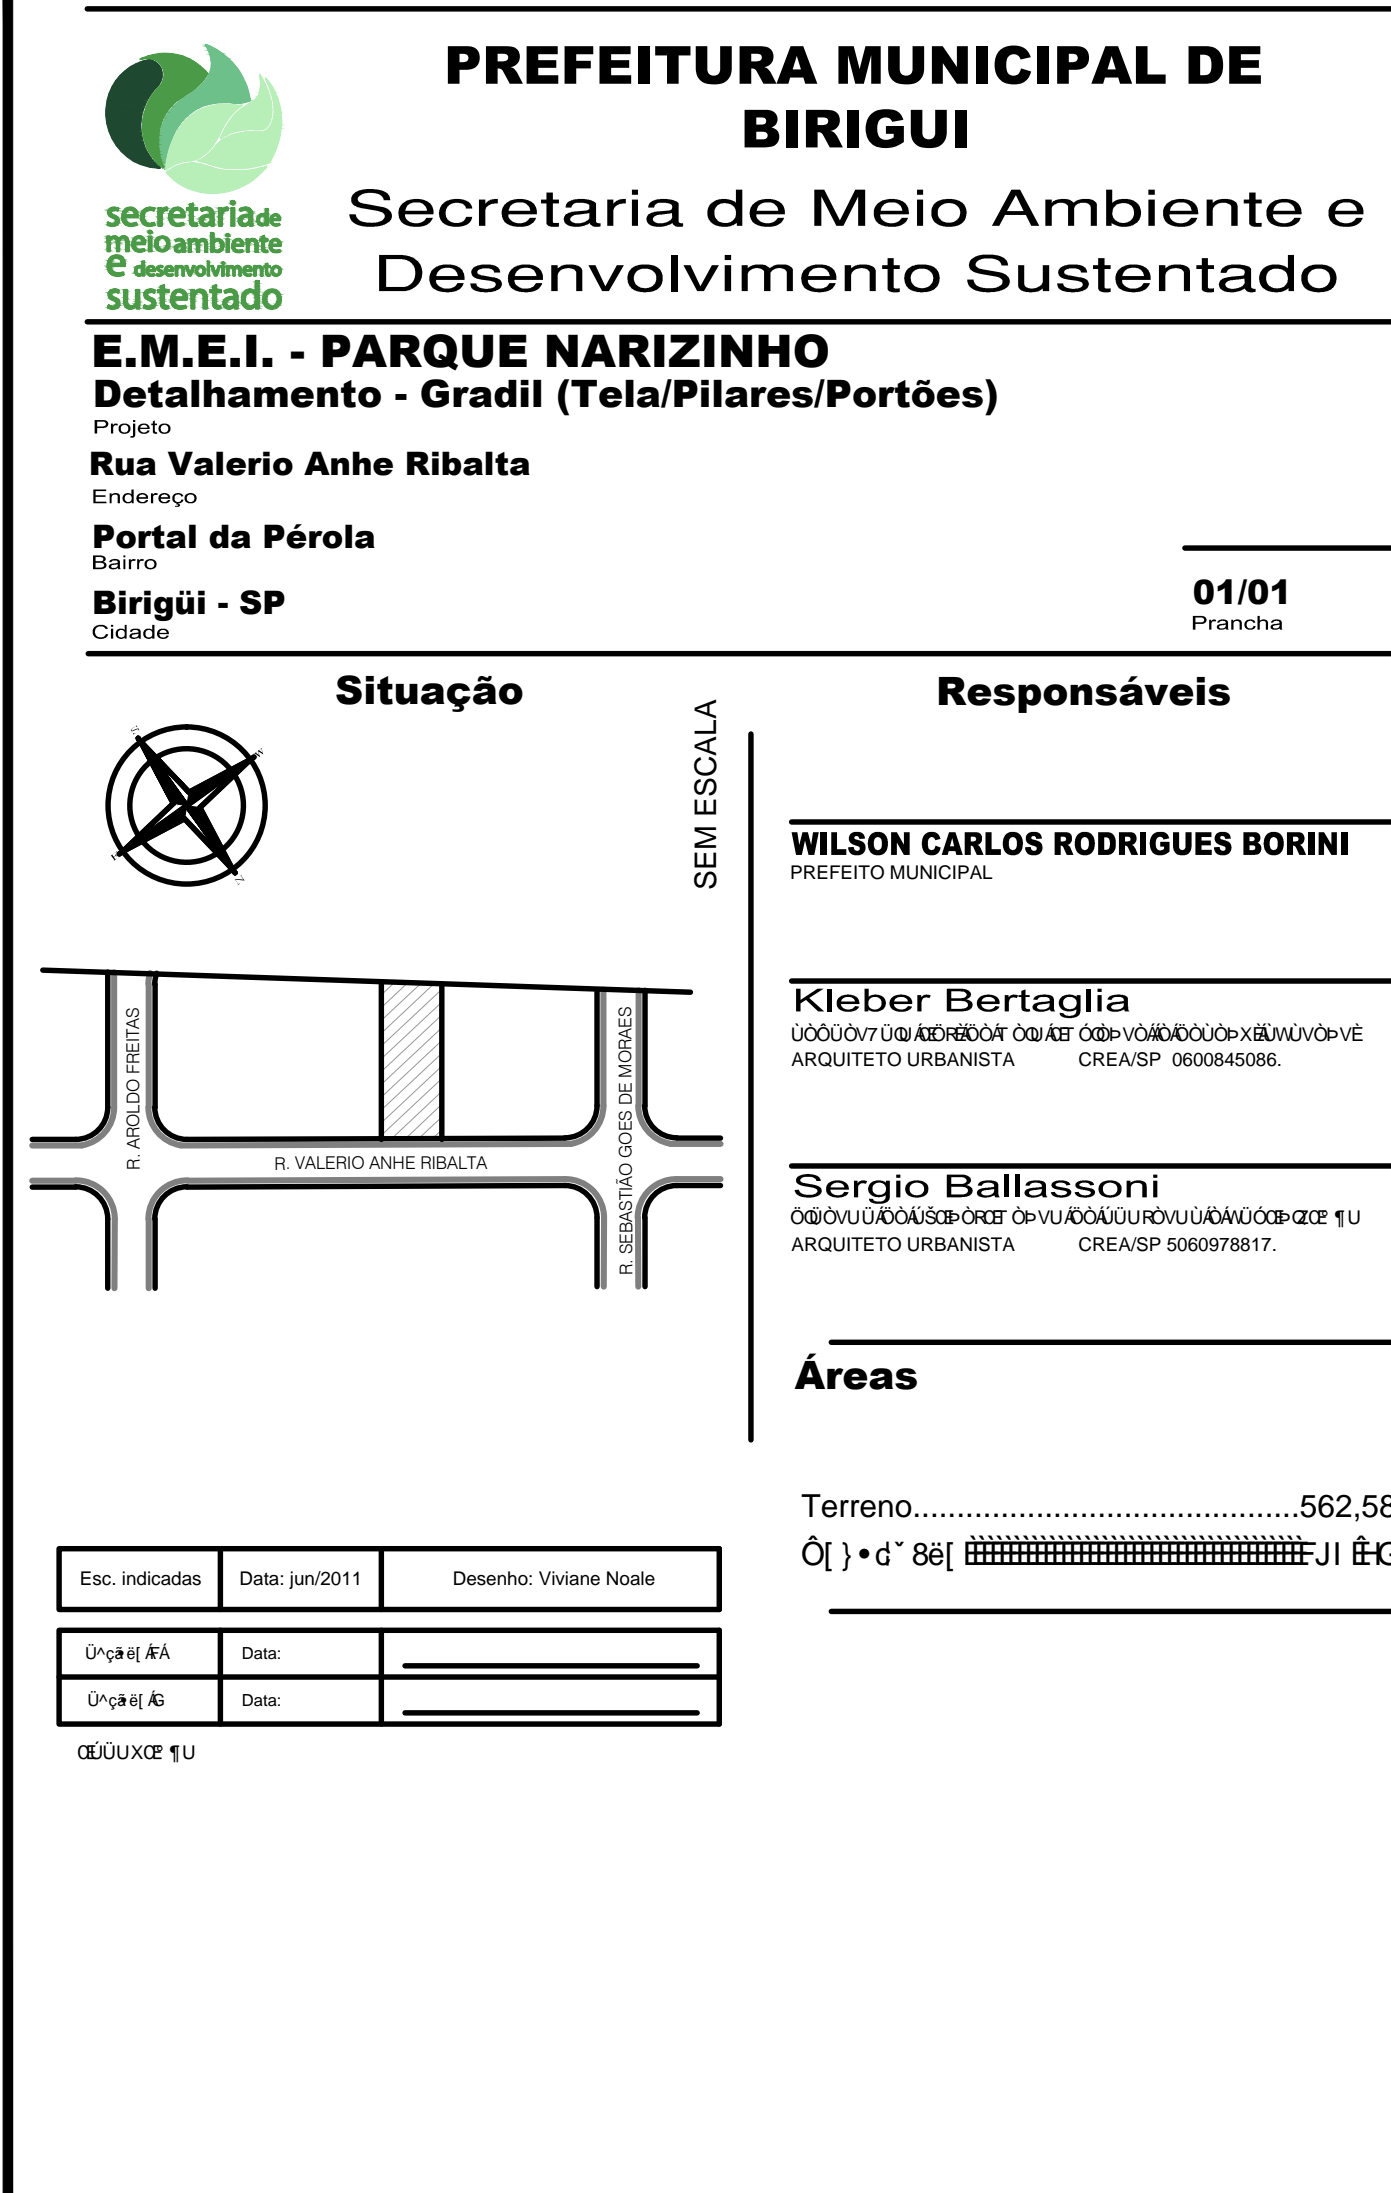 PREFEITURA MUNICIPAL DE
BIRIGUI
Secretaria de Meio Ambiente e
Desenvolvimento Sustentado
secretaria de
meio ambiente
e desenvolvimento
sustentado
E.M.E.I. - PARQUE NARIZINHO
Detalhamento - Gradil (Tela/Pilares/Portões)
Projeto
Rua Valerio Anhe Ribalta
Endereço
Portal da Pérola
Bairro
Birigüi - SP
Cidade
01/01
Prancha
Situação
SEM ESCALA
R. AROLDO FREITAS
R. VALERIO ANHE RIBALTA
R. SEBASTIÃO GOES DE MORAES
Responsáveis
WILSON CARLOS RODRIGUES BORINI
PREFEITO MUNICIPAL
Kleber Bertaglia
ARQUITETO URBANISTA CREA/SP 0600845086.
Sergio Ballassoni
ARQUITETO URBANISTA CREA/SP 5060978817.
Áreas
Terreno...........................................562,58
Esc. indicadas Data: jun/2011 Desenho: Viviane Noale
Data:
Data: